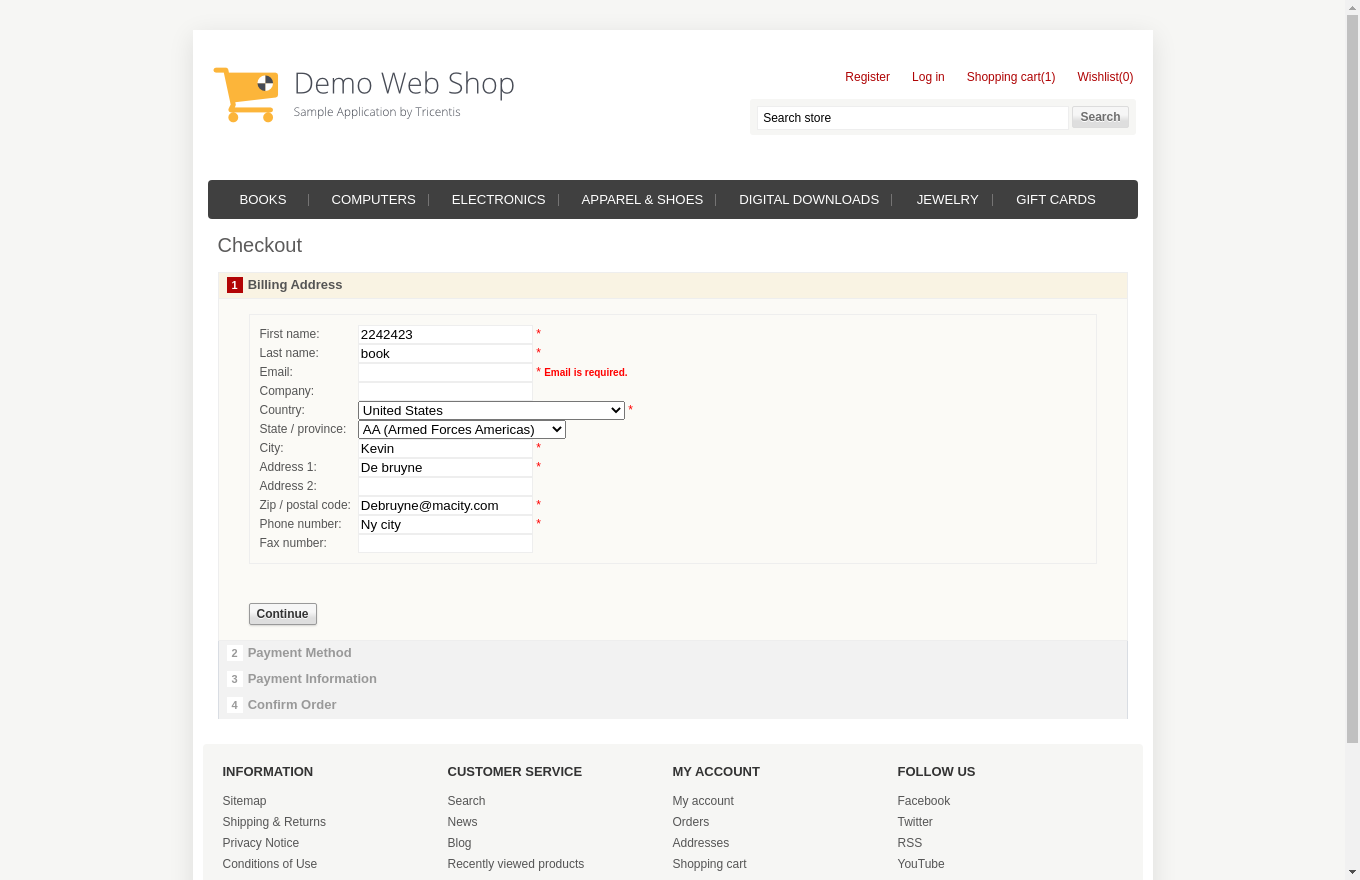 Demo Web Shop
Sample Application by Tricentis
Register Log in Shopping cart(1) Wishlist(0)
Search store Search
BOOKS COMPUTERS ELECTRONICS APPAREL & SHOES DIGITAL DOWNLOADS JEWELRY GIFT CARDS
Checkout
1 Billing Address
First name: 2242423 *
Last name: book *
Email: * Email is required.
Company:
Country: United States *
State / province: AA (Armed Forces Americas)
City: Kevin *
Address 1: De bruyne *
Address 2:
Zip / postal code: Debruyne@macity.com *
Phone number: Ny city *
Fax number:
Continue
2 Payment Method
3 Payment Information
4 Confirm Order
INFORMATION CUSTOMER SERVICE MY ACCOUNT FOLLOW US
Sitemap Search My account Facebook
Shipping & Returns News Orders Twitter
Privacy Notice Blog Addresses RSS
Conditions of Use Recently viewed products Shopping cart YouTube